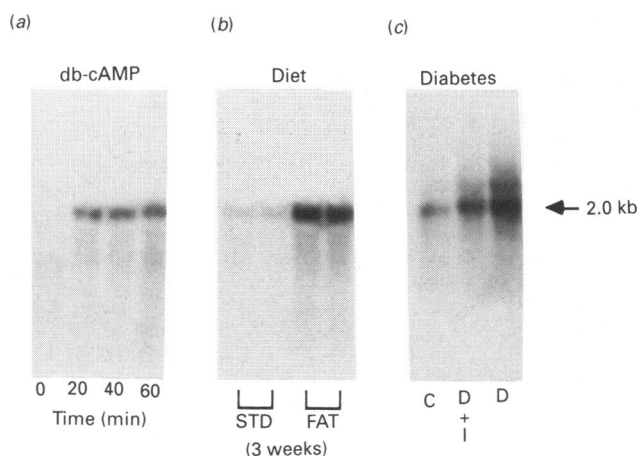 (a) (b) (c)
db-cAMP Diet Diabetes
2.0 kb
0 20 40 60
Time (min)
STD FAT
(3 weeks)
C D + I D